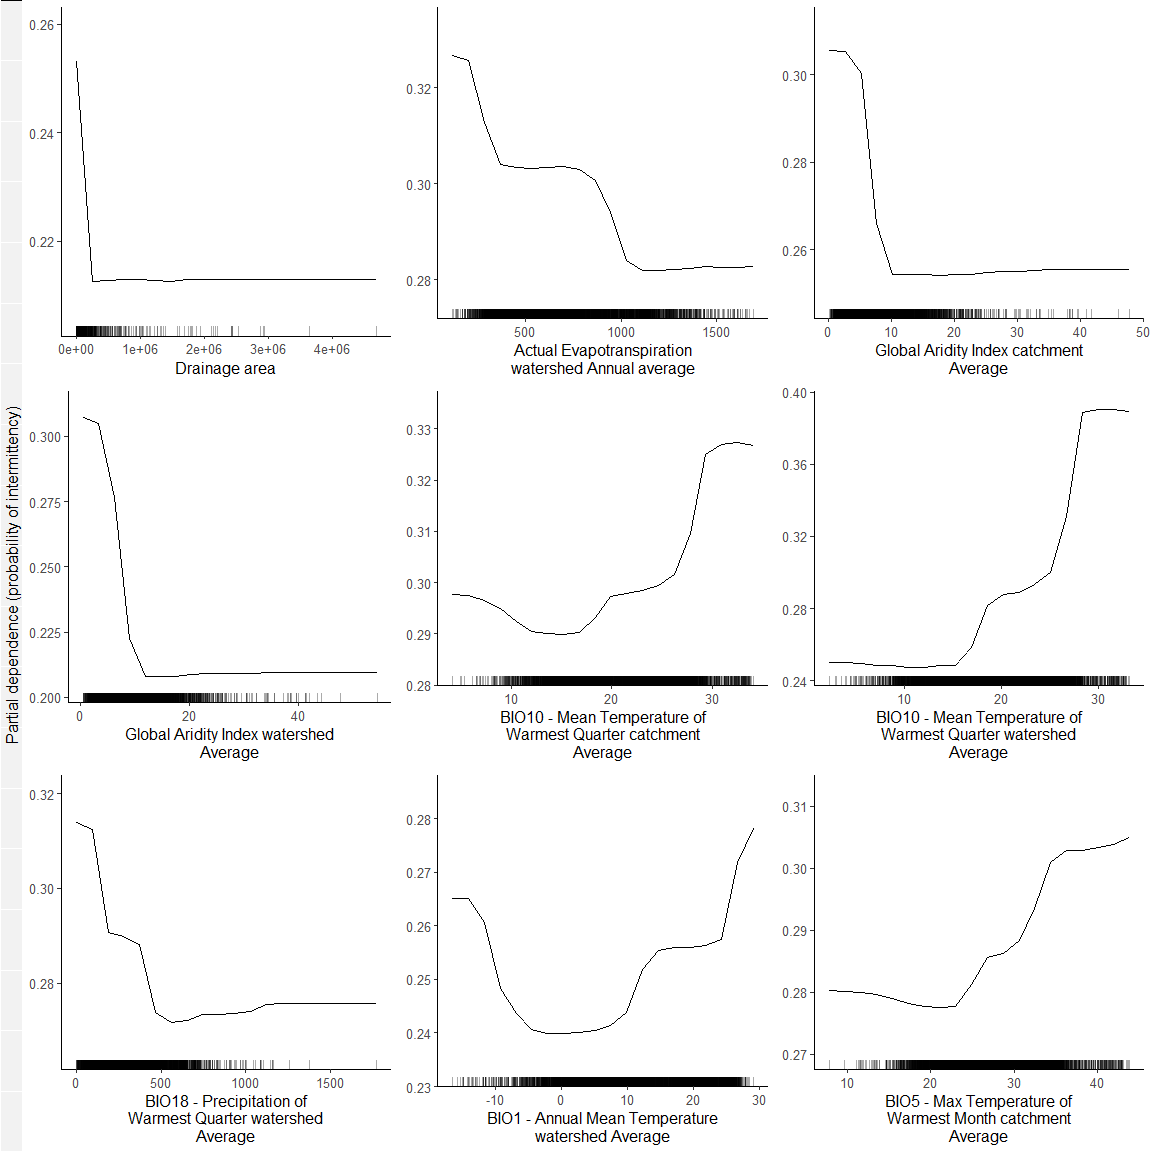 Partial dependence (probability of intermittency)
0.26
0.24
0.22
0e+00 1e+06 2e+06 3e+06 4e+06
Drainage area
0.32
0.30
0.28
500 1000 1500
Actual Evapotranspiration
watershed Annual average
0.30
0.28
0.26
0 10 20 30 40 50
Global Aridity Index catchment
Average
0.300
0.275
0.250
0.225
0.200
0 20 40
Global Aridity Index watershed
Average
0.33
0.32
0.31
0.30
0.29
0.28
10 20 30
BIO10 - Mean Temperature of
Warmest Quarter catchment
Average
0.40
0.36
0.32
0.28
0.24
10 20 30
BIO10 - Mean Temperature of
Warmest Quarter watershed
Average
0.32
0.30
0.28
0 500 1000 1500
BIO18 - Precipitation of
Warmest Quarter watershed
Average
0.28
0.27
0.26
0.25
0.24
0.23
-10 0 10 20 30
BIO1 - Annual Mean Temperature
watershed Average
0.31
0.30
0.29
0.28
0.27
10 20 30 40
BIO5 - Max Temperature of
Warmest Month catchment
Average